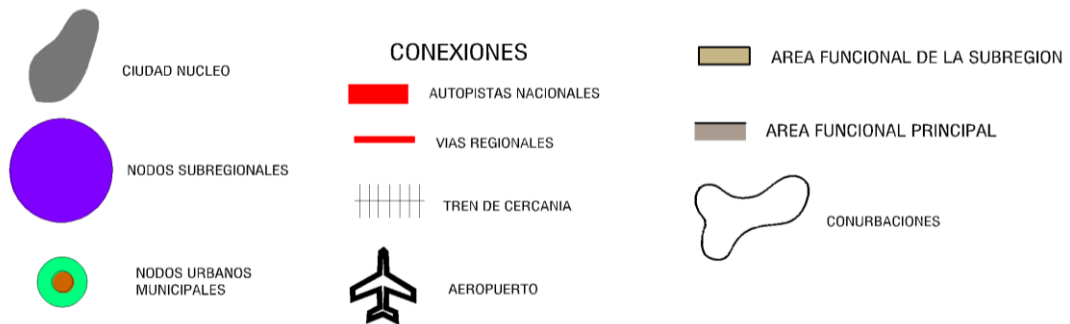 CIUDAD NUCLEO
NODOS SUBREGIONALES
NODOS URBANOS
MUNICIPALES
CONEXIONES
AUTOPISTAS NACIONALES
VIAS REGIONALES
TREN DE CERCANIA
AEROPUERTO
AREA FUNCIONAL DE LA SUBREGION
AREA FUNCIONAL PRINCIPAL
CONURBACIONES